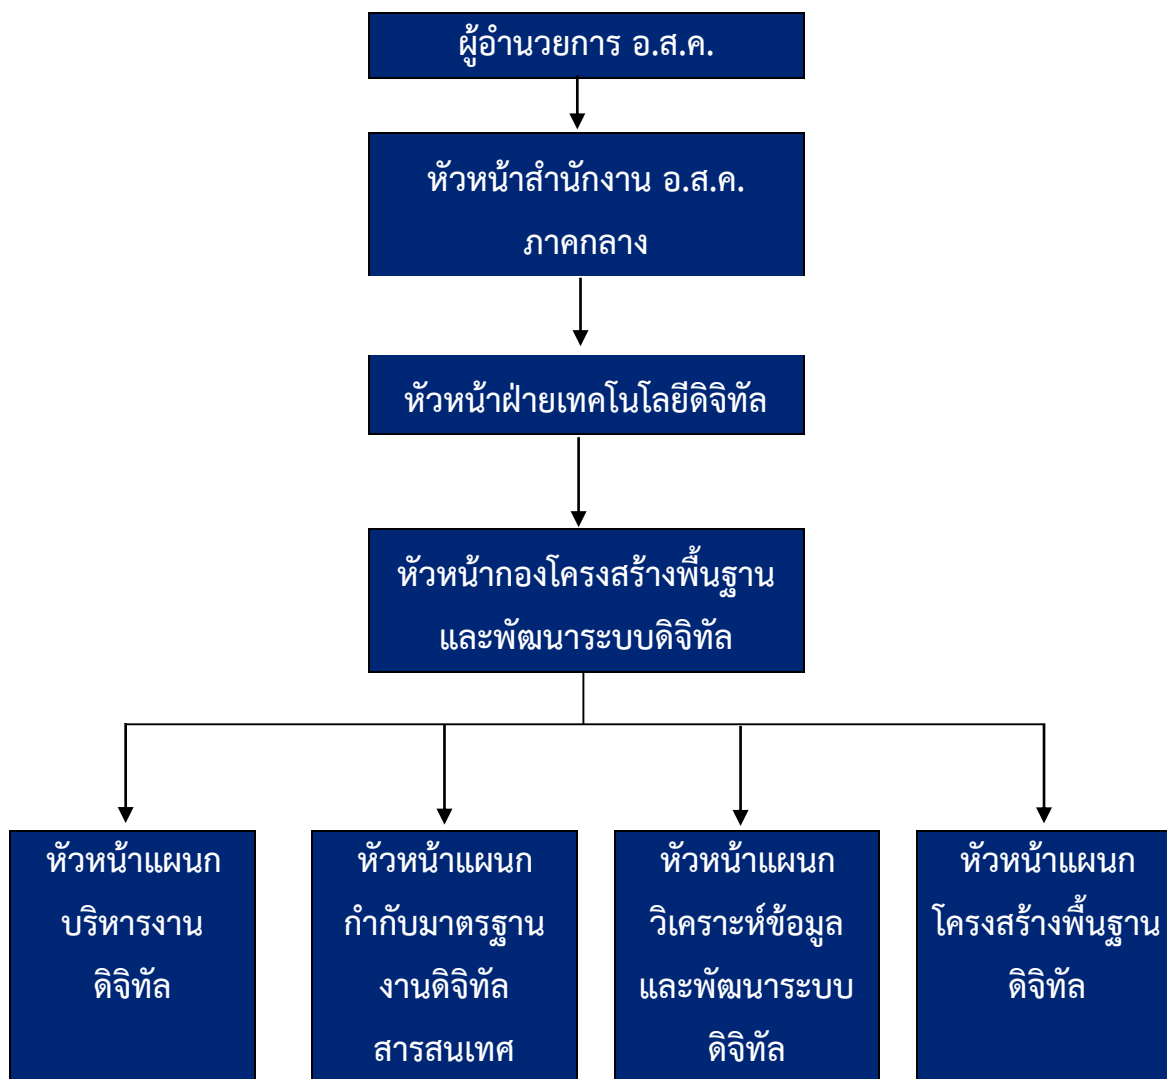 ผู้อำนวยการ อ.ส.ค.
หัวหน้าสำนักงาน อ.ส.ค.
ภาคกลาง
หัวหน้าฝ่ายเทคโนโลยีดิจิทัล
หัวหน้ากองโครงสร้างพื้นฐาน
และพัฒนาระบบดิจิทัล
หัวหน้าแผนก
บริหารงาน
ดิจิทัล
หัวหน้าแผนก
กำกับมาตรฐาน
งานดิจิทัล
สารสนเทศ
หัวหน้าแผนก
วิเคราะห์ข้อมูล
และพัฒนาระบบ
ดิจิทัล
หัวหน้าแผนก
โครงสร้างพื้นฐาน
ดิจิทัล